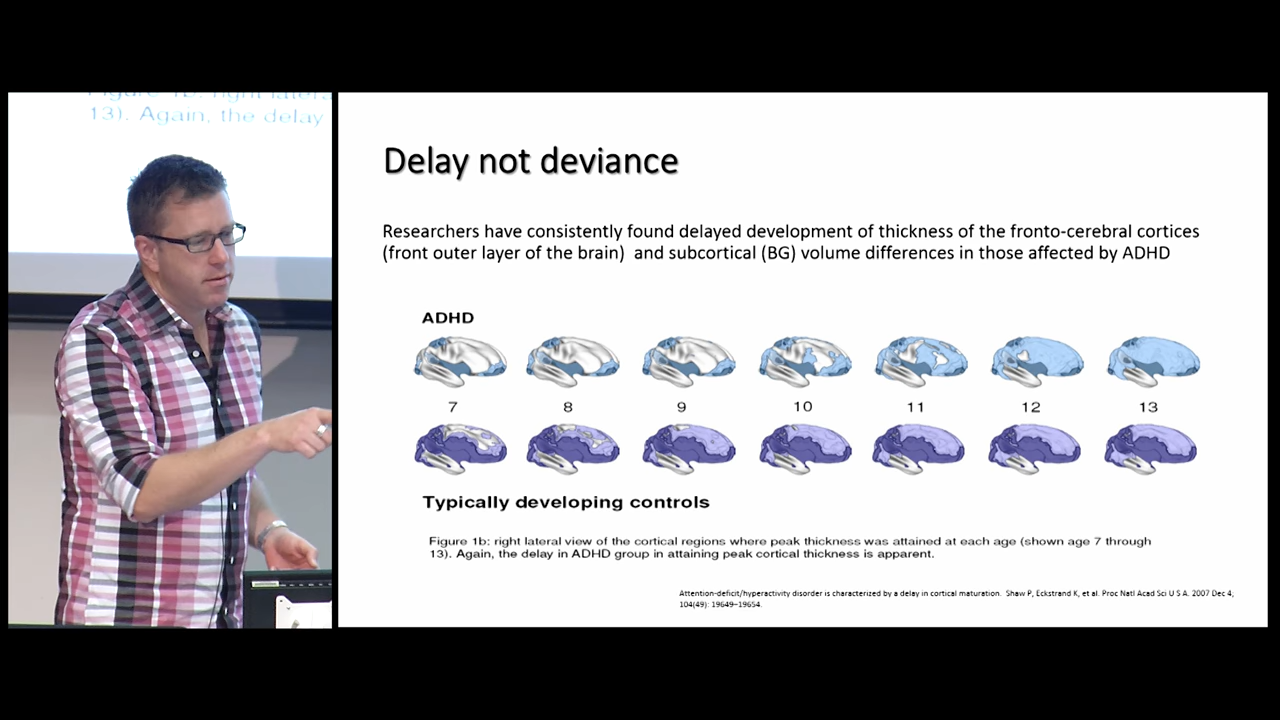 Figure 1b: right latera
13). Again, the delay
Delay not deviance
Researchers have consistently found delayed development of thickness of the fronto-cerebral cortices
(front outer layer of the brain)  and subcortical (BG) volume differences in those affected by ADHD
ADHD
7 8 9 10 11 12 13
Typically developing controls
Figure 1b: right lateral view of the cortical regions where peak thickness was attained at each age (shown age 7 through
13). Again, the delay in ADHD group in attaining peak cortical thickness is apparent.
Attention-deficit/hyperactivity disorder is characterized by a delay in cortical maturation.  Shaw P, Eckstrand K, et al. Proc Natl Acad Sci U S A. 2007 Dec 4;
104(49): 19649–19654.